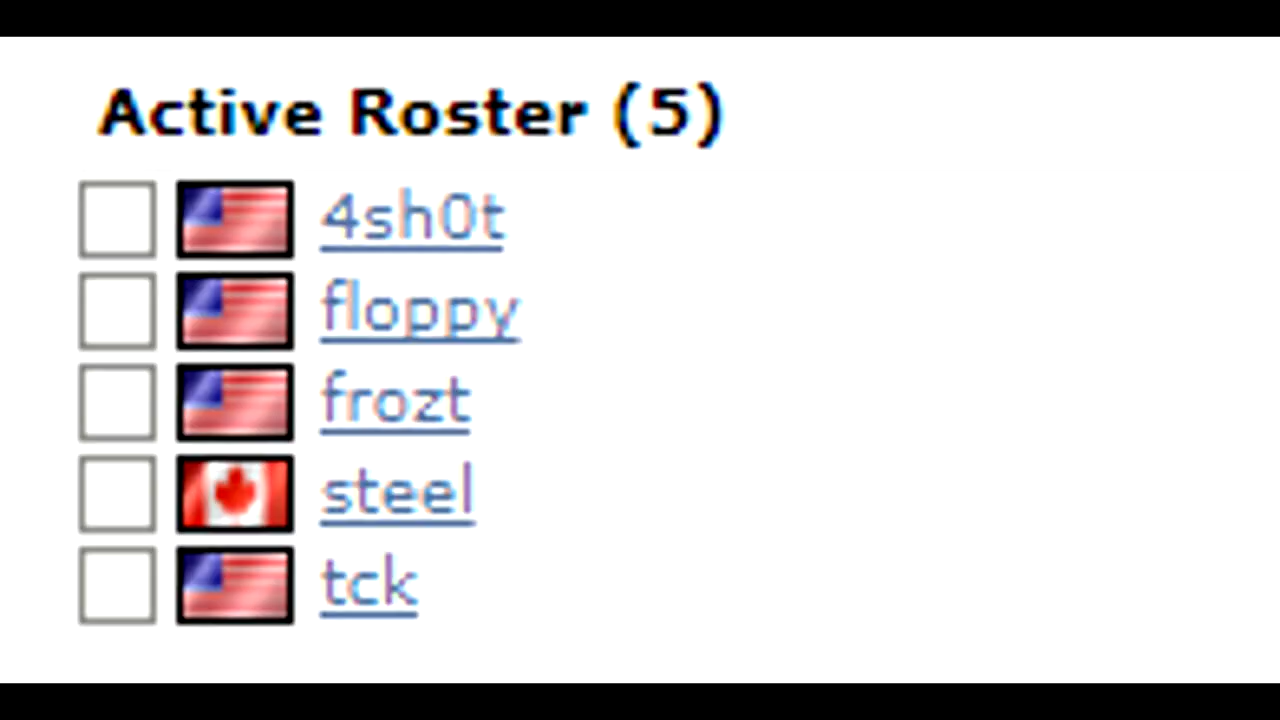 Active Roster (5)
4sh0t
floppy
frozt
steel
tck